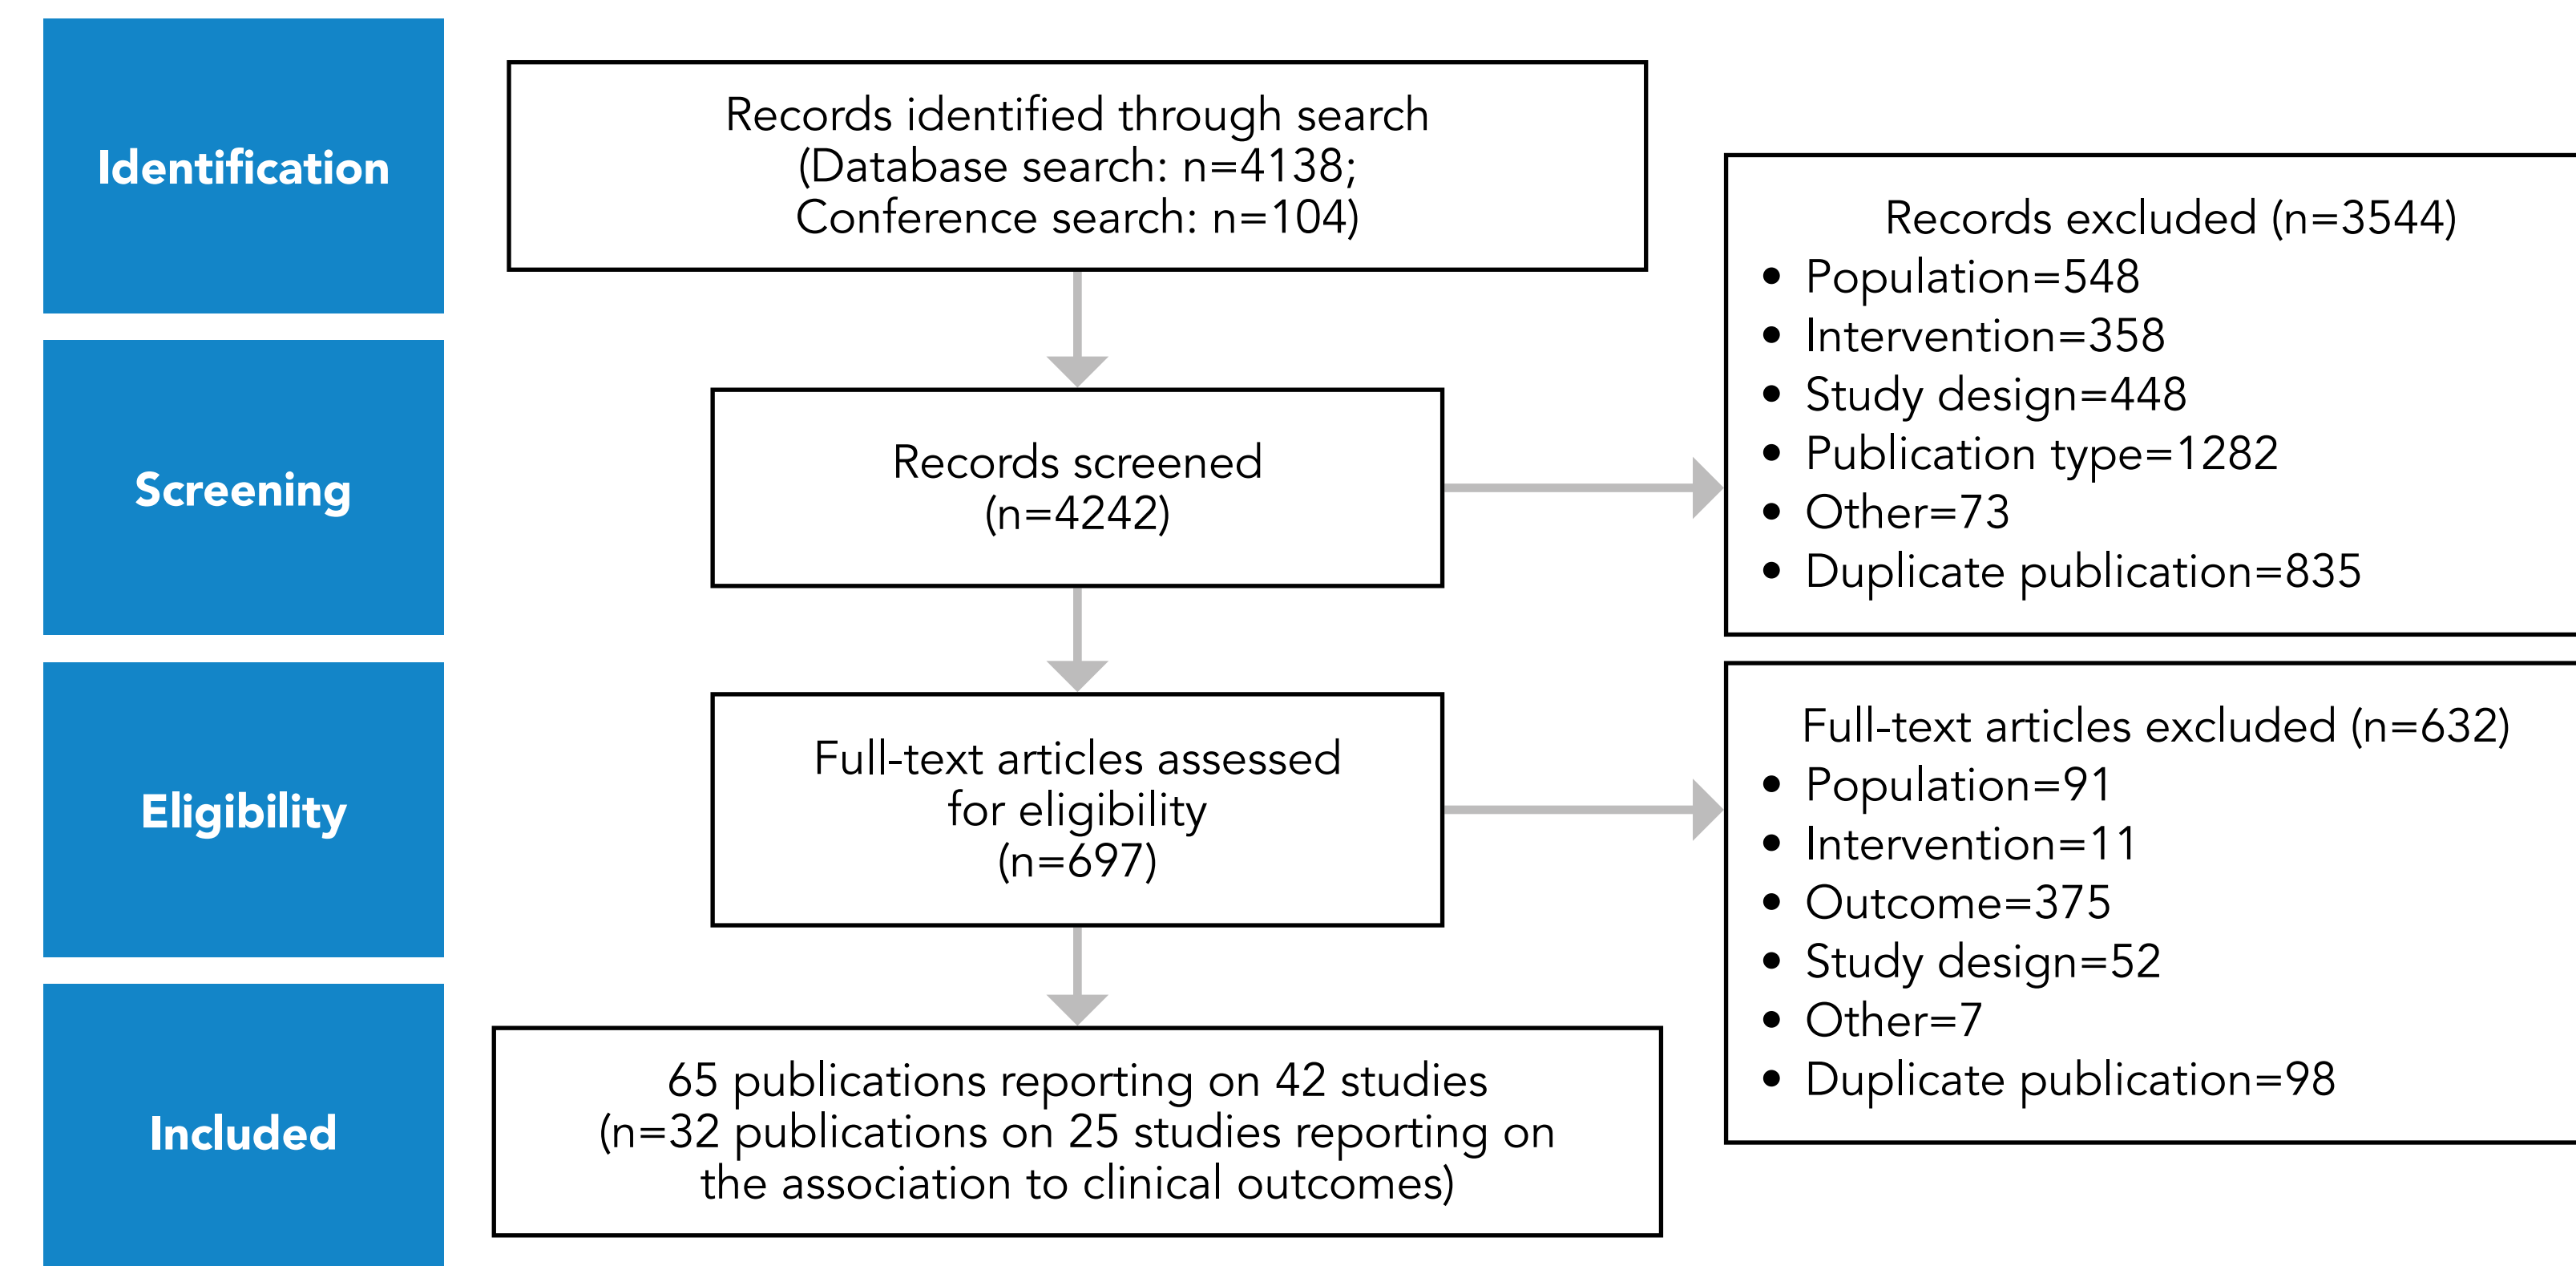 Identification
Records identified through search
(Database search: n=4138;
Conference search: n=104)
Records excluded (n=3544)
• Population=548
• Intervention=358
• Study design=448
• Publication type=1282
• Other=73
• Duplicate publication=835
Screening
Records screened
(n=4242)
Eligibility
Full-text articles assessed
for eligibility
(n=697)
Full-text articles excluded (n=632)
• Population=91
• Intervention=11
• Outcome=375
• Study design=52
• Other=7
• Duplicate publication=98
Included
65 publications reporting on 42 studies
(n=32 publications on 25 studies reporting on
the association to clinical outcomes)